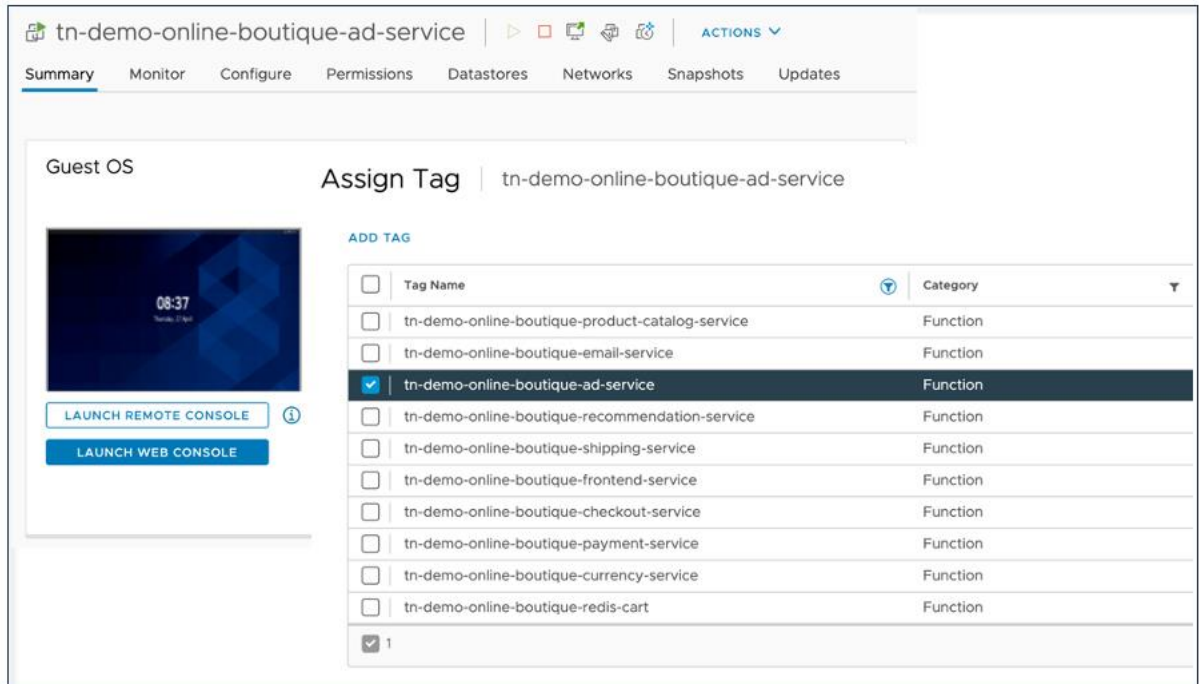 tn-demo-online-boutique-ad-service ACTIONS
Summary Monitor Configure Permissions Datastores Networks Snapshots Updates
Guest OS
08:37
Thursday, 27 April
LAUNCH REMOTE CONSOLE
LAUNCH WEB CONSOLE
Assign Tag tn-demo-online-boutique-ad-service
ADD TAG
Tag Name Category
tn-demo-online-boutique-product-catalog-service Function
tn-demo-online-boutique-email-service Function
tn-demo-online-boutique-ad-service Function
tn-demo-online-boutique-recommendation-service Function
tn-demo-online-boutique-shipping-service Function
tn-demo-online-boutique-frontend-service Function
tn-demo-online-boutique-checkout-service Function
tn-demo-online-boutique-payment-service Function
tn-demo-online-boutique-currency-service Function
tn-demo-online-boutique-redis-cart Function
1